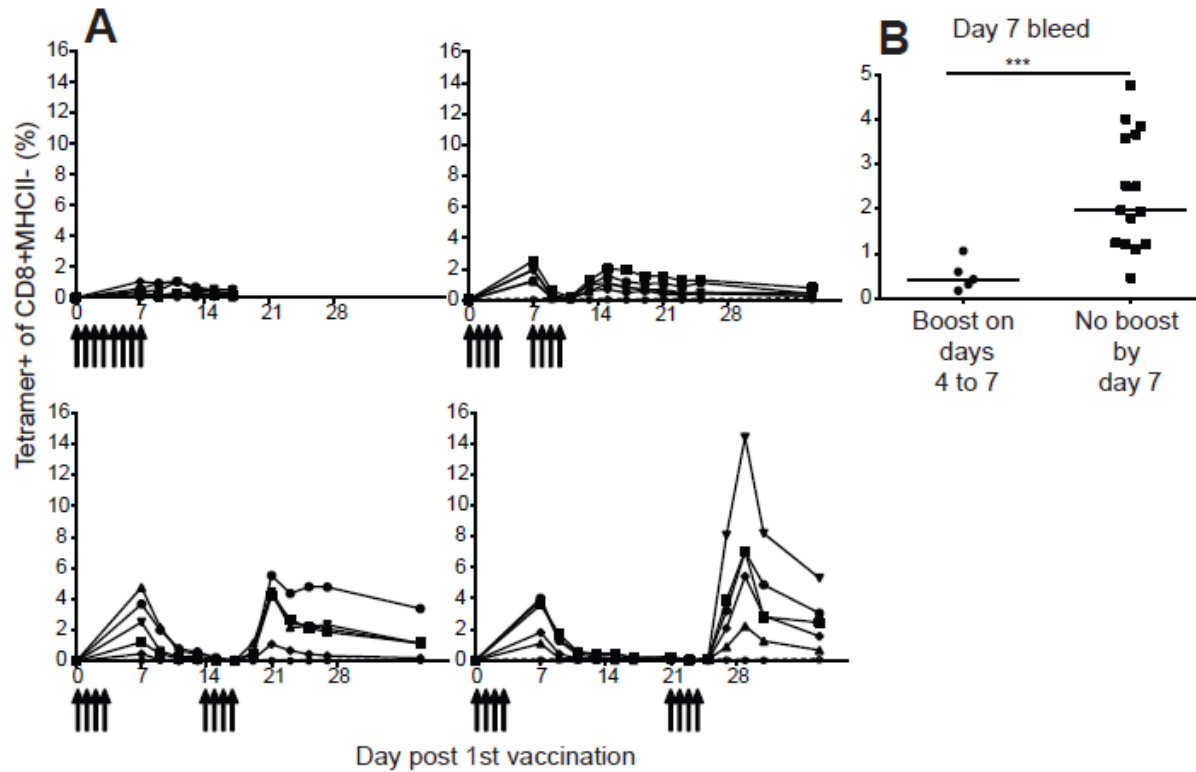 A
Tetramer+ of CD8+MHCII- (%)
16
14
12
10
8
6
4
2
0
0 7 14 21 28
16
14
12
10
8
6
4
2
0
0 7 14 21 28
16
14
12
10
8
6
4
2
0
0 7 14 21 28
16
14
12
10
8
6
4
2
0
0 7 14 21 28
Day post 1st vaccination
B
Day 7 bleed
***
5
4
3
2
1
0
Boost on
days
4 to 7
No boost
by
day 7